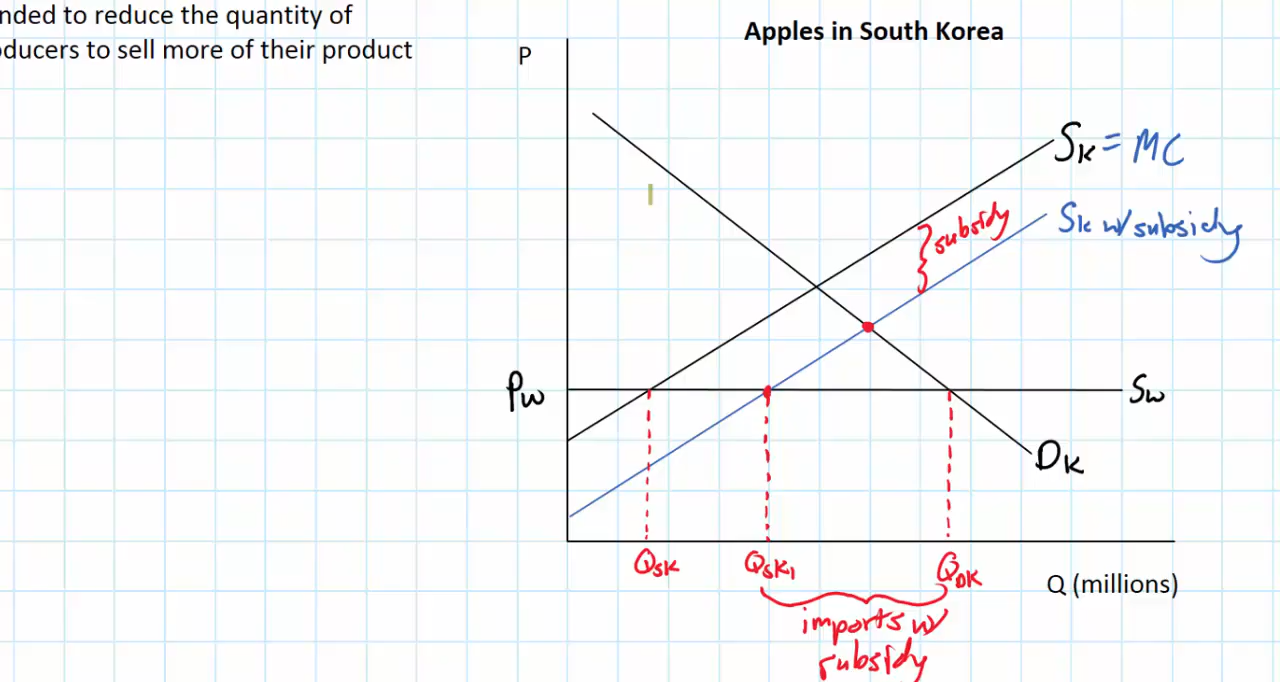 nded to reduce the quantity of
oducers to sell more of their product
Apples in South Korea
P
SK = MC
SK w/ subsidy
subsidy
PW
SW
DK
QSK
QSK1
QDK
Q (millions)
imports w/
subsidy